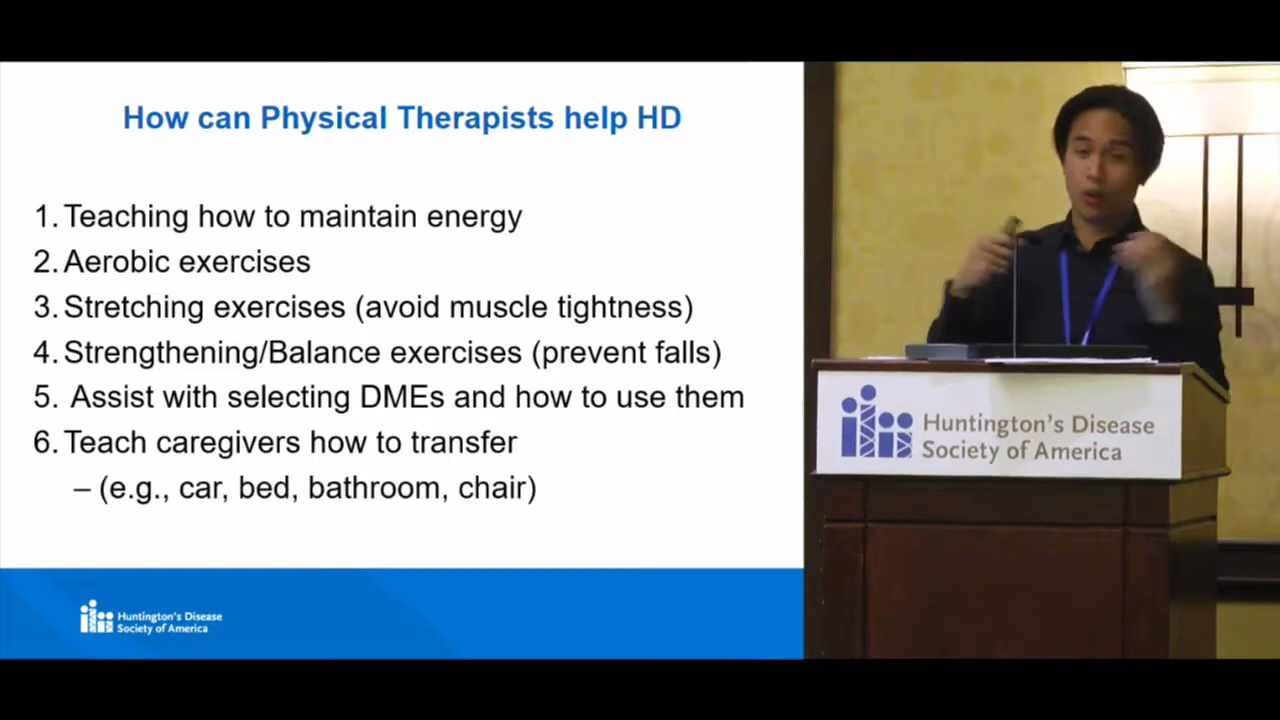 How can Physical Therapists help HD
1. Teaching how to maintain energy
2. Aerobic exercises
3. Stretching exercises (avoid muscle tightness)
4. Strengthening/Balance exercises (prevent falls)
5. Assist with selecting DMEs and how to use them
6. Teach caregivers how to transfer
– (e.g., car, bed, bathroom, chair)
Huntington's Disease
Society of America
Huntington's Disease
Society of America